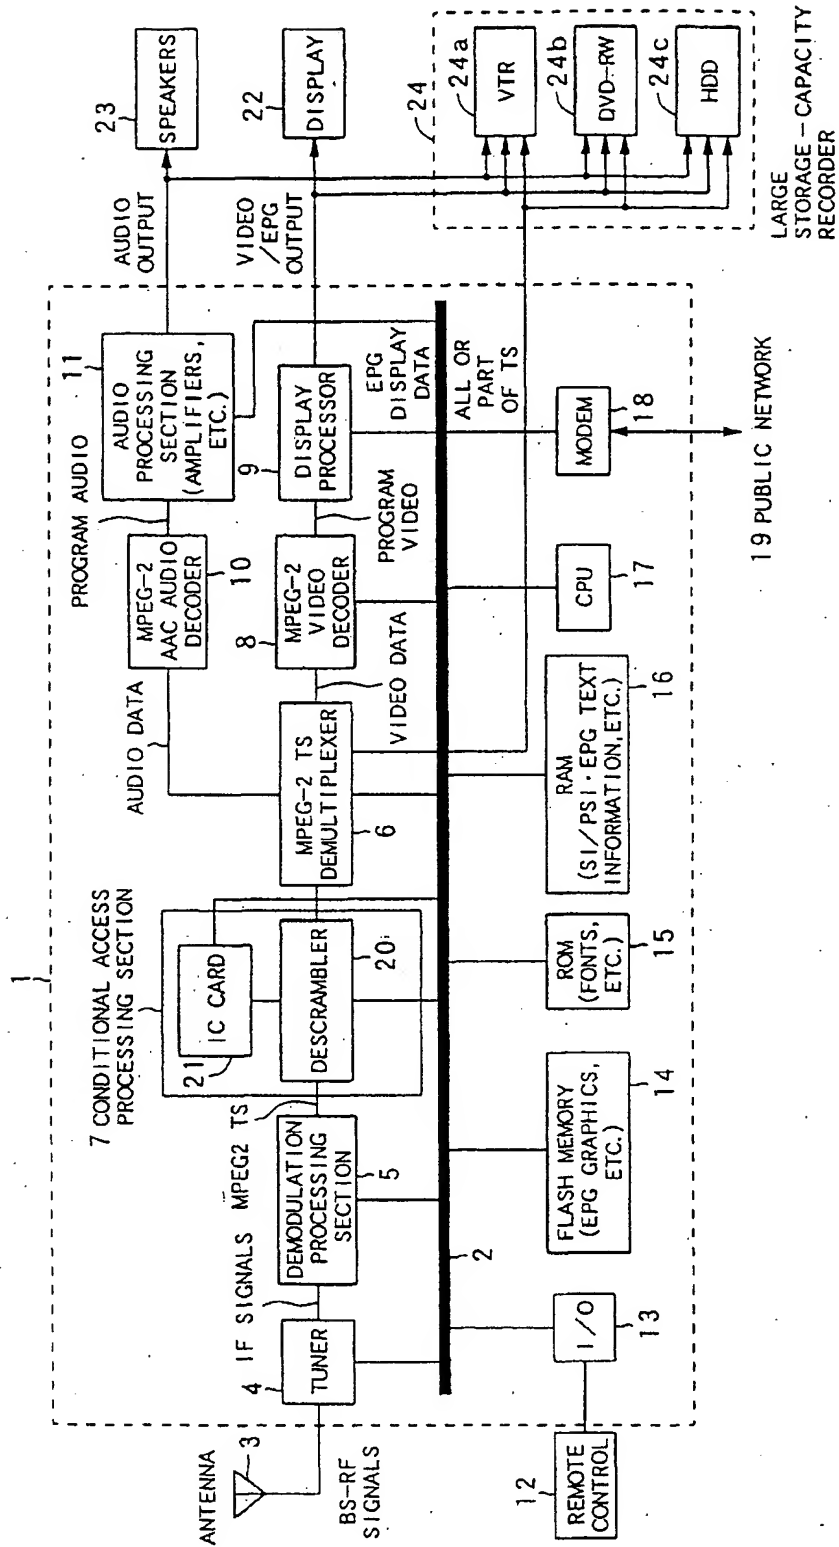 1
ANTENNA
3
BS-RF
SIGNALS
4
TUNER
IF SIGNALS
DEMODULATION
PROCESSING
SECTION
5
MPEG2 TS
7 CONDITIONAL ACCESS
PROCESSING SECTION
21
IC CARD
DESCRAMBLER
20
MPEG-2 TS
DEMULTIPLEXER
6
AUDIO DATA
VIDEO DATA
MPEG-2
AAC AUDIO
DECODER
10
8
MPEG-2
VIDEO
DECODER
PROGRAM AUDIO
PROGRAM
VIDEO
11
AUDIO
PROCESSING
SECTION
(AMPLIFIERS,
ETC.)
9
DISPLAY
PROCESSOR
EPG
DISPLAY
DATA
ALL OR
PART
OF TS
AUDIO
OUTPUT
VIDEO
/EPG
OUTPUT
23
SPEAKERS
22
DISPLAY
24
24a
VTR
24b
DVD-RW
24c
HDD
LARGE
STORAGE-CAPACITY
RECORDER
2
12
REMOTE
CONTROL
I/O
13
FLASH MEMORY
(EPG GRAPHICS,
ETC.)
14
ROM
(FONTS,
ETC.)
15
RAM
(SI/PSI·EPG TEXT
INFORMATION,ETC.)
16
CPU
17
MODEM
18
19 PUBLIC NETWORK